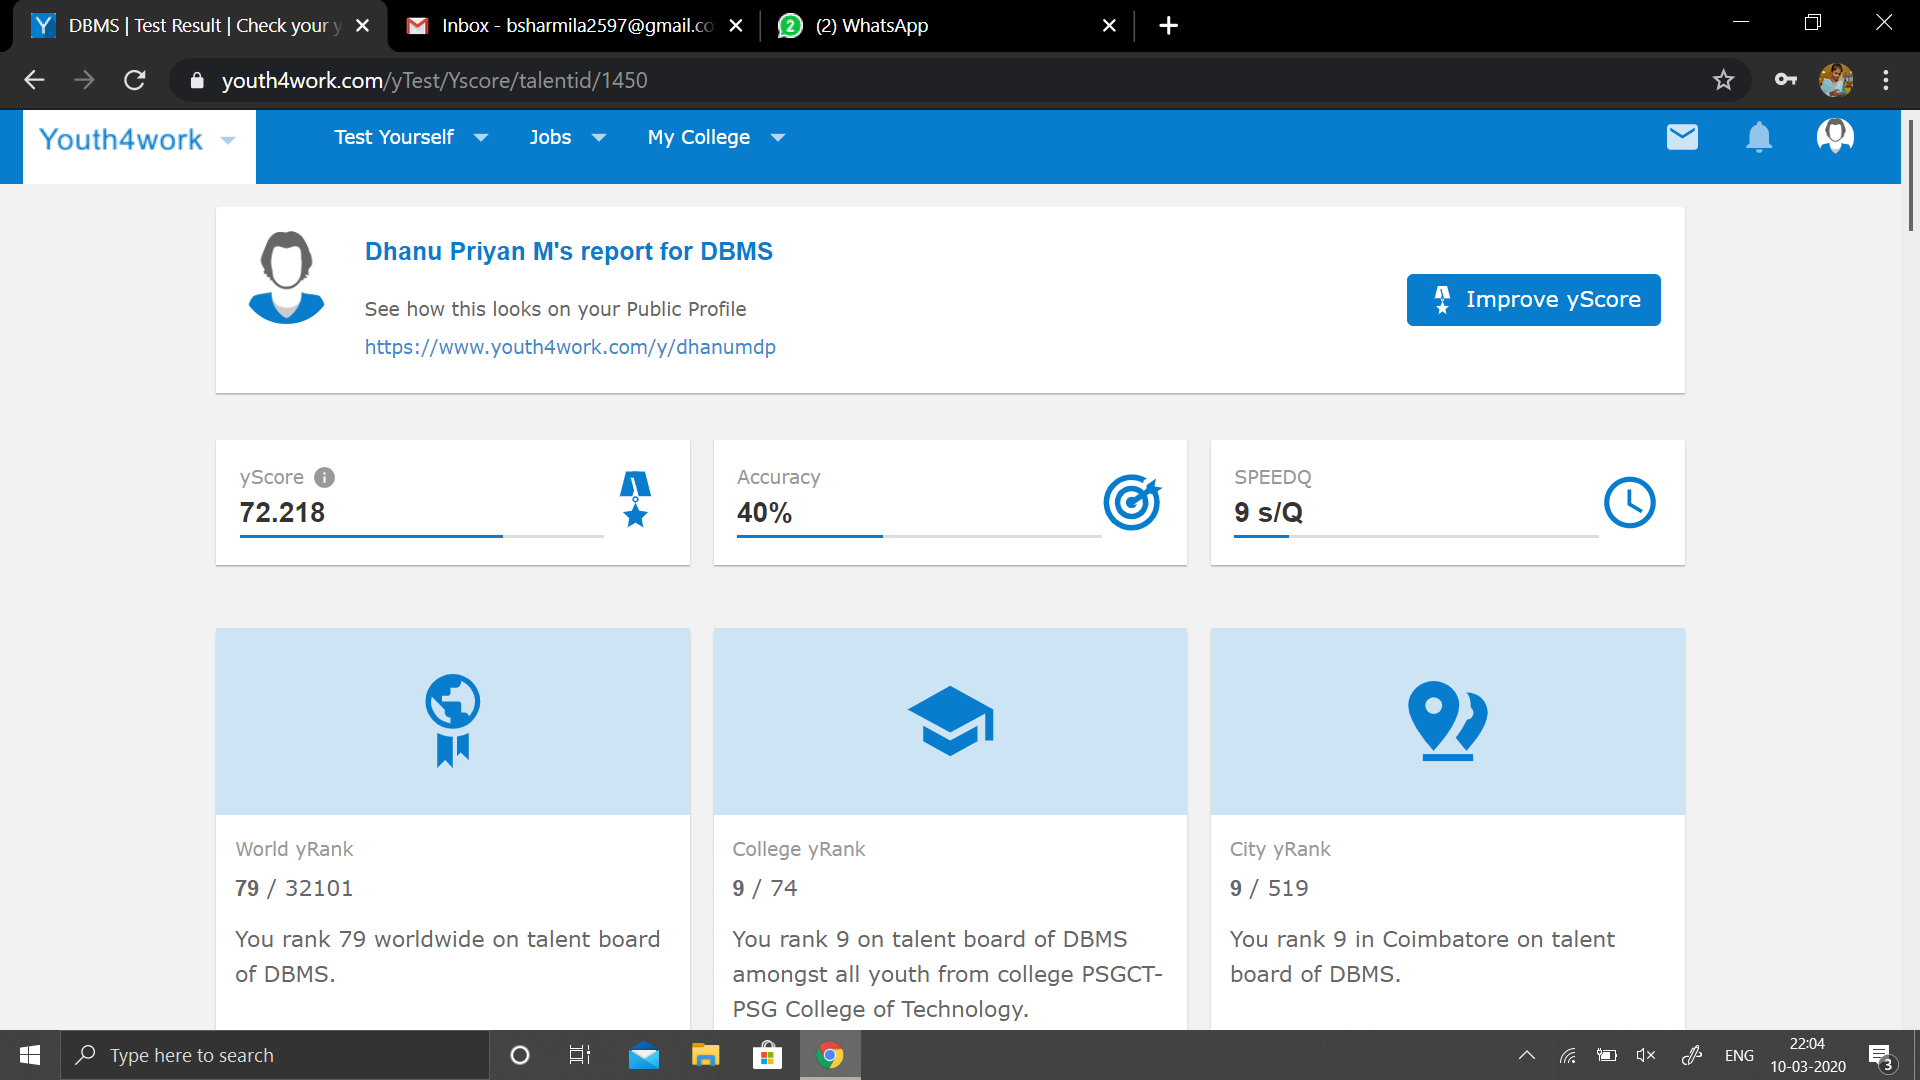 DBMS | Test Result | Check your y
Inbox - bsharmila2597@gmail.co
2
(2) WhatsApp
youth4work.com/yTest/Yscore/talentid/1450
Youth4work
Test Yourself
Jobs
My College
Dhanu Priyan M's report for DBMS
See how this looks on your Public Profile
https://www.youth4work.com/y/dhanumdp
Improve yScore
yScore
72.218
Accuracy
40%
SPEEDQ
9 s/Q
World yRank
79 / 32101
You rank 79 worldwide on talent board
of DBMS.
College yRank
9 / 74
You rank 9 on talent board of DBMS
amongst all youth from college PSGCT-
PSG College of Technology.
City yRank
9 / 519
You rank 9 in Coimbatore on talent
board of DBMS.
Type here to search
ENG
22:04
10-03-2020
3